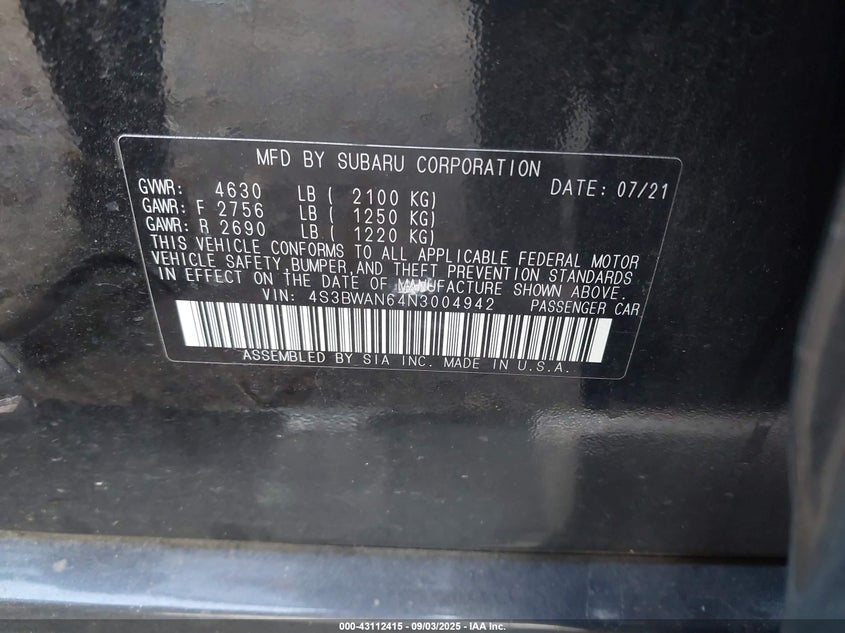 MFD BY SUBARU CORPORATION
GVWR: 4630 LB ( 2100 KG) DATE: 07/21
GAWR: F 2756 LB ( 1250 KG)
GAWR: R 2690 LB. ( 1220 KG)
THIS VEHICLE CONFORMS TO ALL APPLICABLE FEDERAL MOTOR
VEHICLE SAFETY, BUMPER, AND THEFT PREVENTION STANDARDS
IN EFFECT ON THE DATE OF MANUFACTURE SHOWN ABOVE.
VIN: 4S3BWAN64N3004942 PASSENGER CAR
ASSEMBLED BY SIA INC. MADE IN U.S.A.
000-43112415 - 09/03/2025 - IAA Inc.